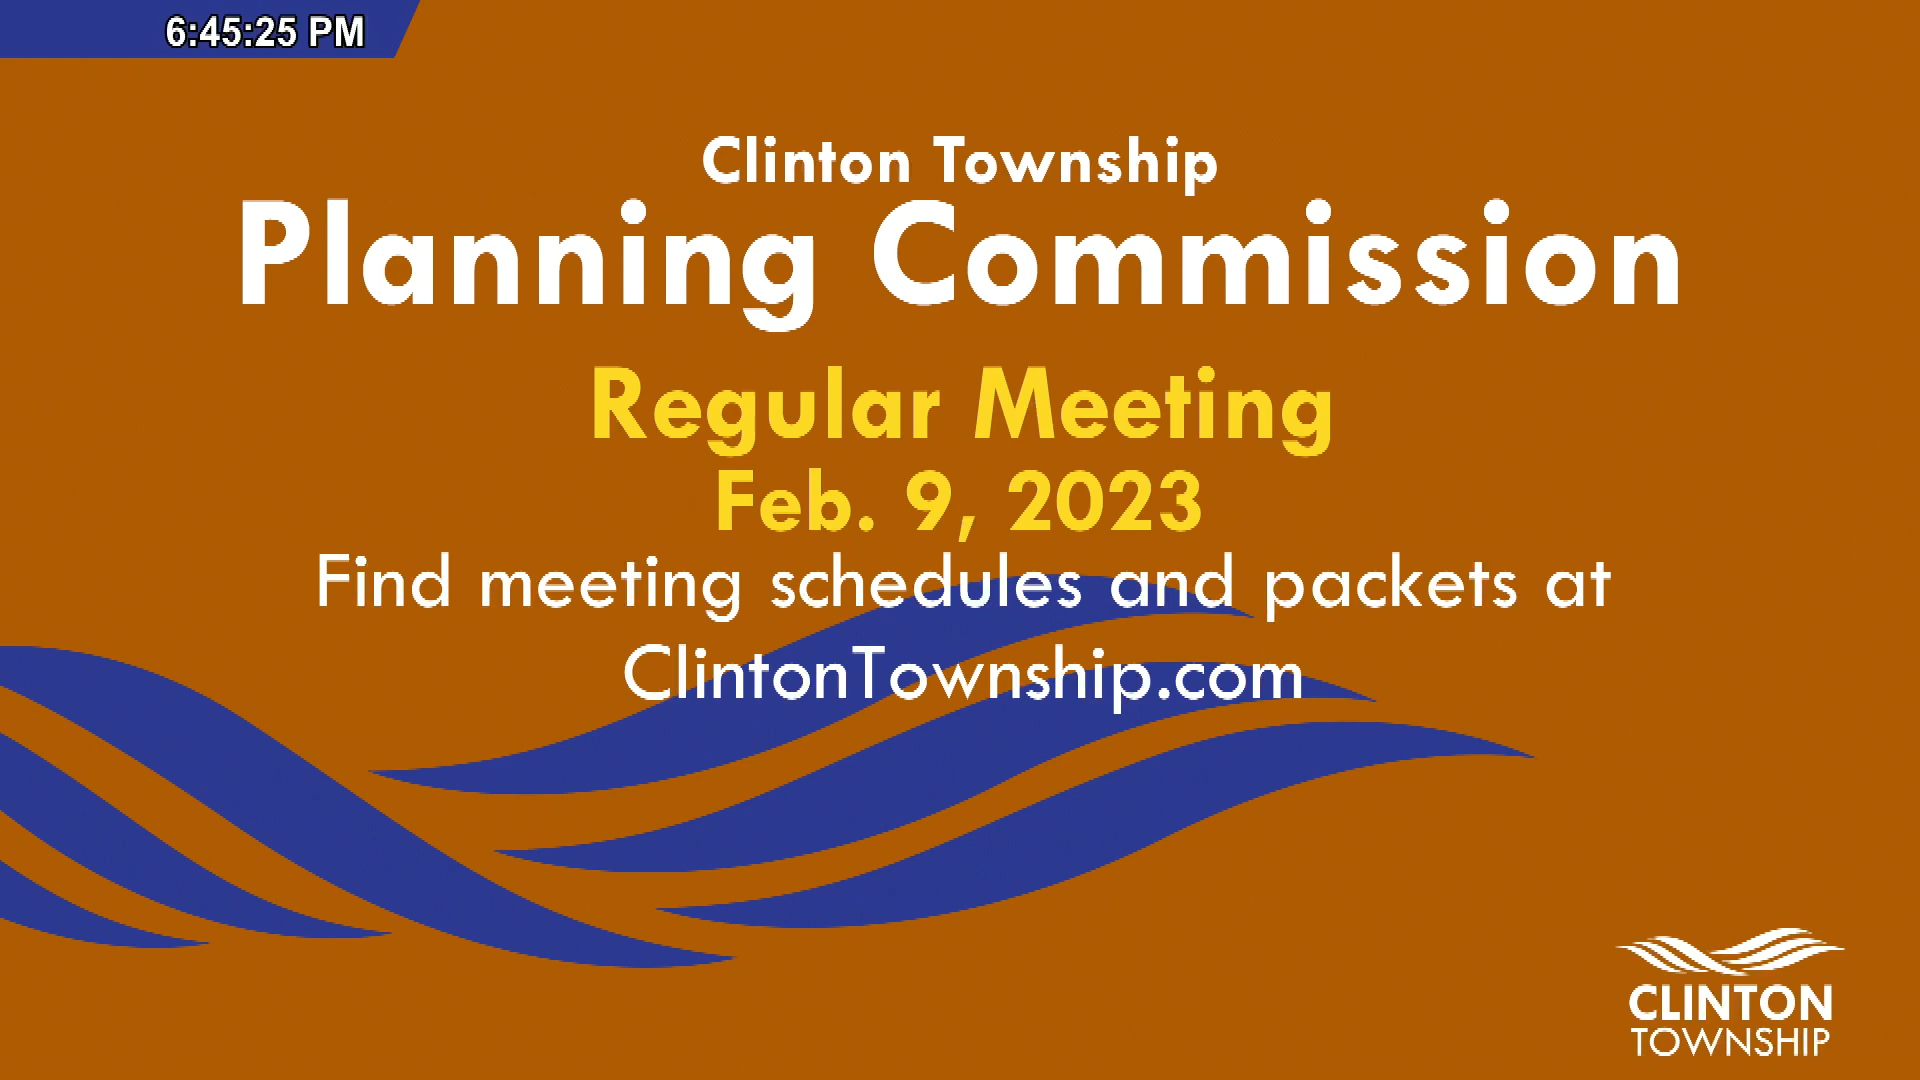 6:45:25 PM
Clinton Township
Planning Commission
Regular Meeting
Feb. 9, 2023
Find meeting schedules and packets at
ClintonTownship.com
CLINTON
TOWNSHIP